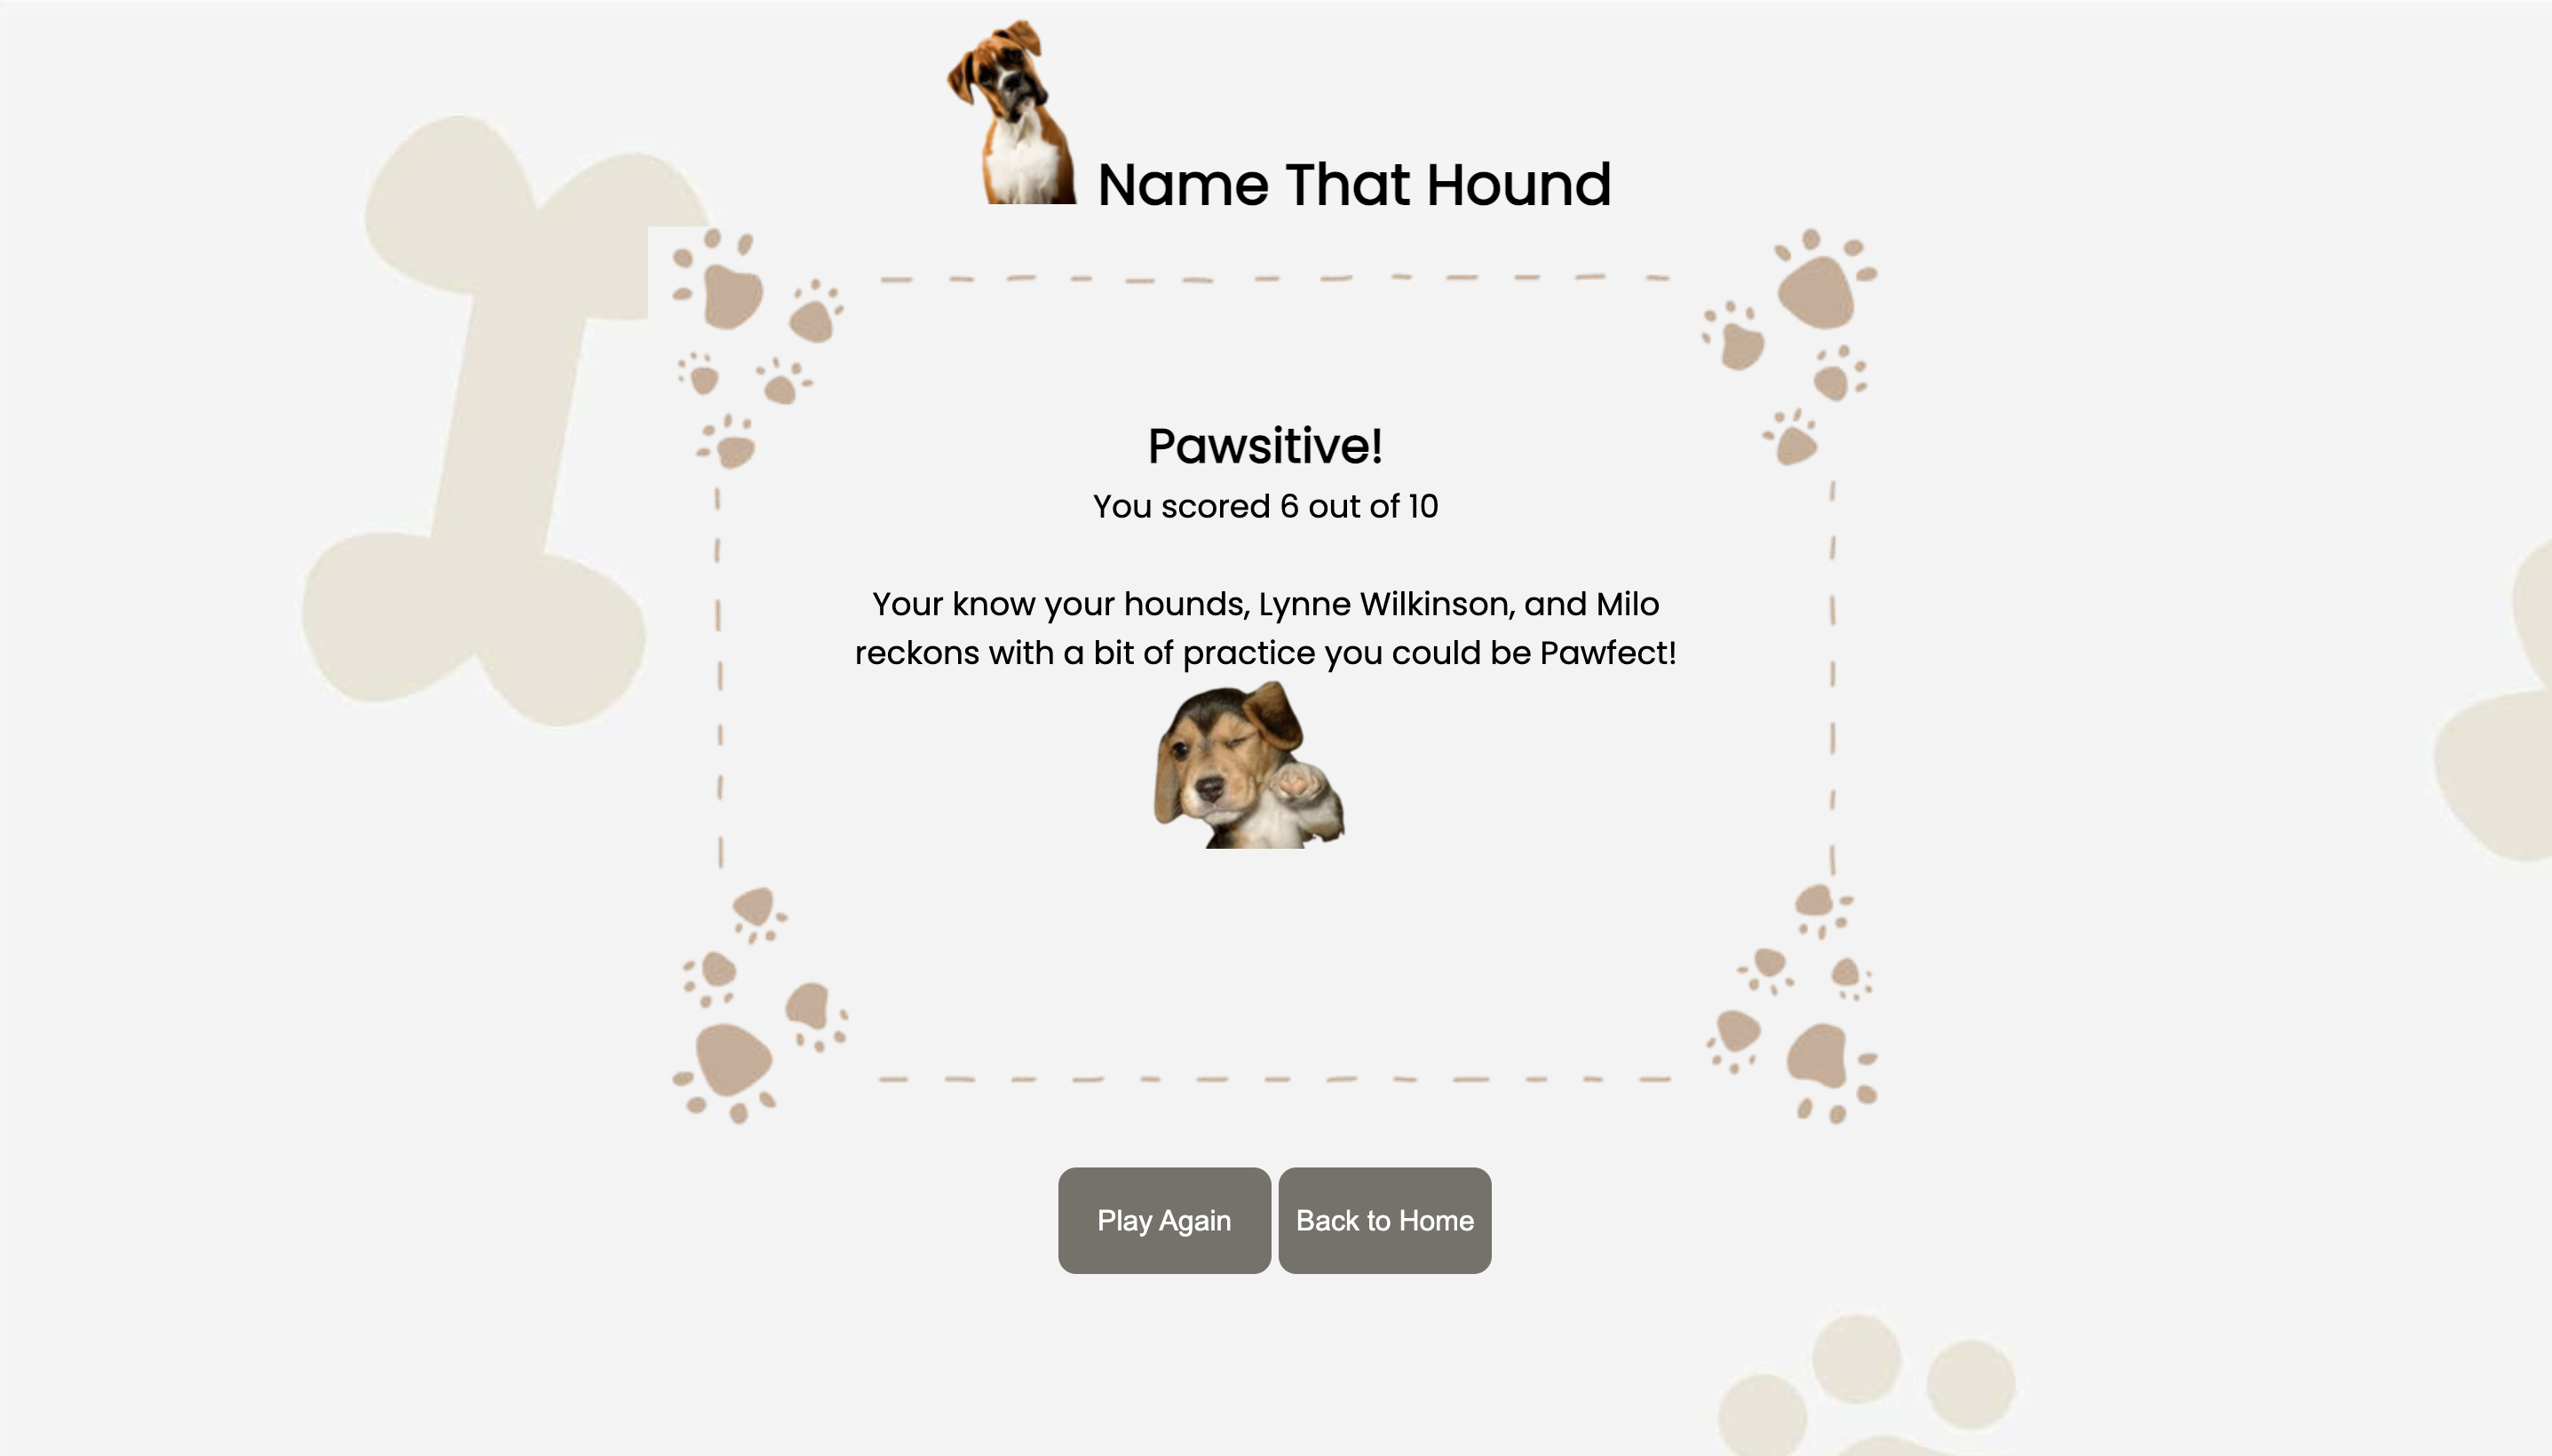 Name That Hound
Pawsitive!
You scored 6 out of 10
Your know your hounds, Lynne Wilkinson, and Milo
reckons with a bit of practice you could be Pawfect!
Play Again
Back to Home